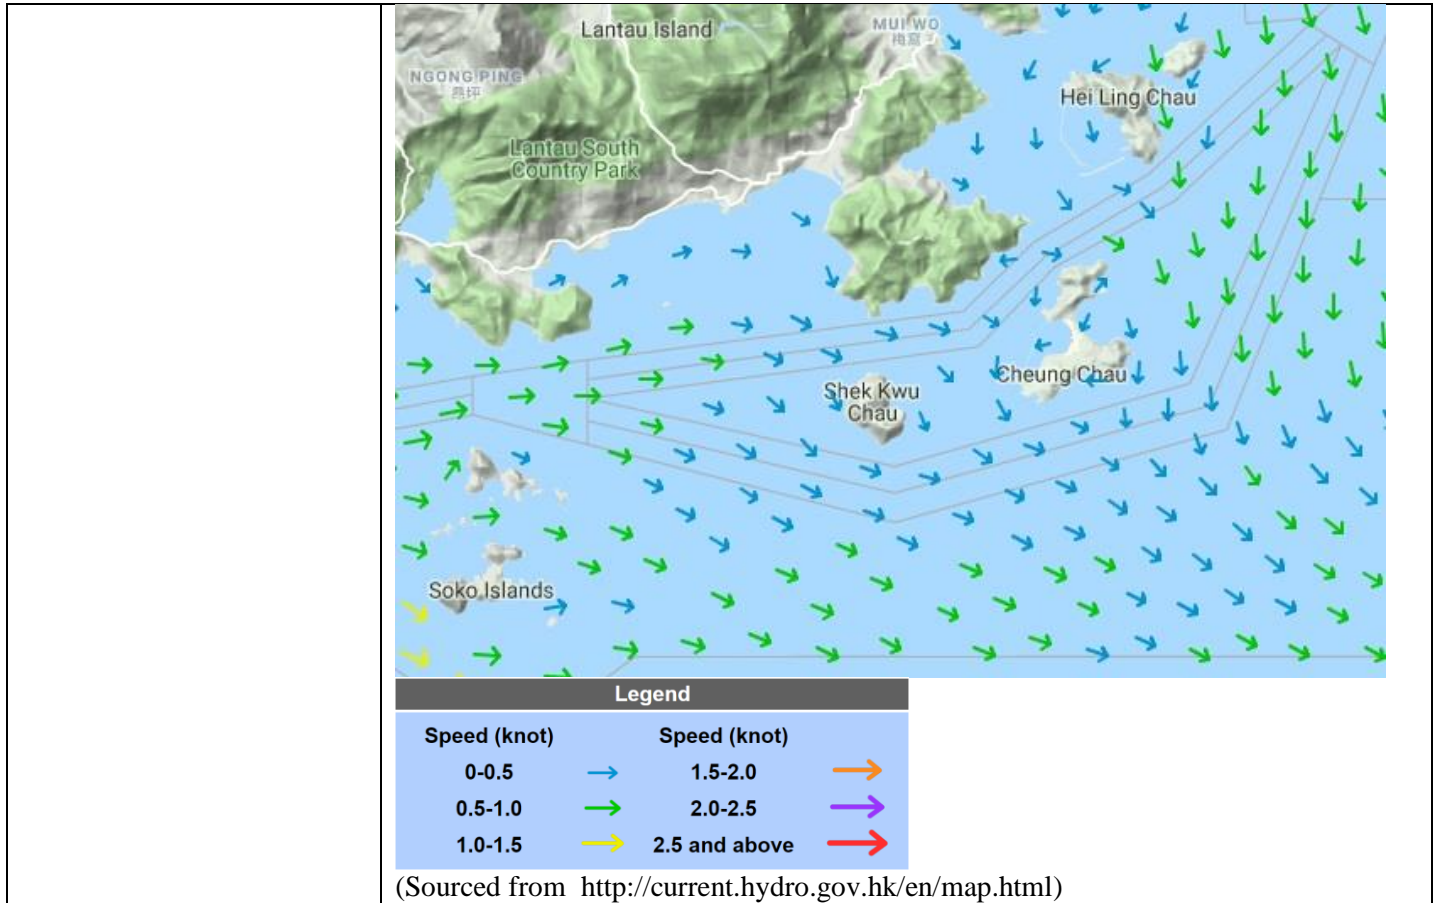 Lantau Island
MUI WO
梅窩
NGONG PING
昂坪
Hei Ling Chau
Lantau South
Country Park
Shek Kwu
Chau
Cheung Chau
Soko Islands
Legend
Speed (knot) Speed (knot)
0-0.5 1.5-2.0
0.5-1.0 2.0-2.5
1.0-1.5 2.5 and above
(Sourced from http://current.hydro.gov.hk/en/map.html)